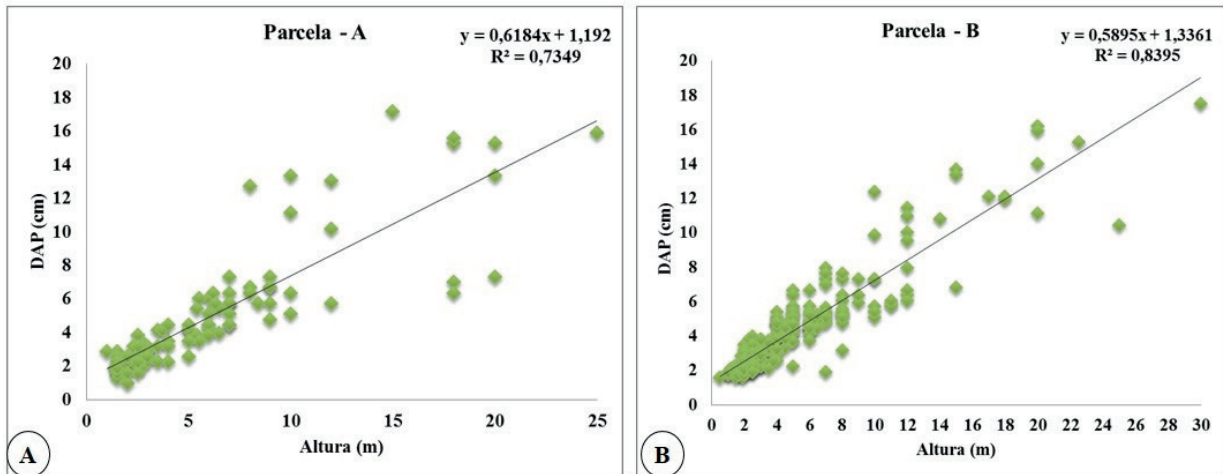 Parcela - A
y = 0,6184x + 1,192
R² = 0,7349
DAP (cm)
20
18
16
14
12
10
8
6
4
2
0
0 5 10 15 20 25
Altura (m)
A
Parcela - B
y = 0,5895x + 1,3361
R² = 0,8395
DAP (cm)
20
18
16
14
12
10
8
6
4
2
0
0 2 4 6 8 10 12 14 16 18 20 22 24 26 28 30
Altura (m)
B